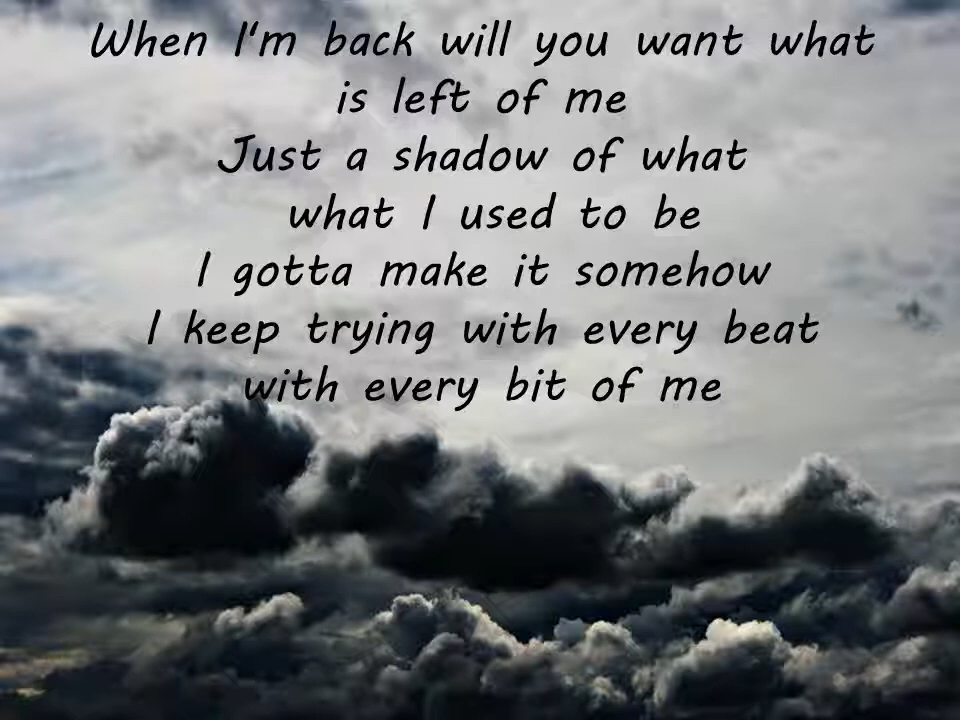 When I'm back will you want what
is left of me
Just a shadow of what
what I used to be
I gotta make it somehow
I keep trying with every beat
with every bit of me